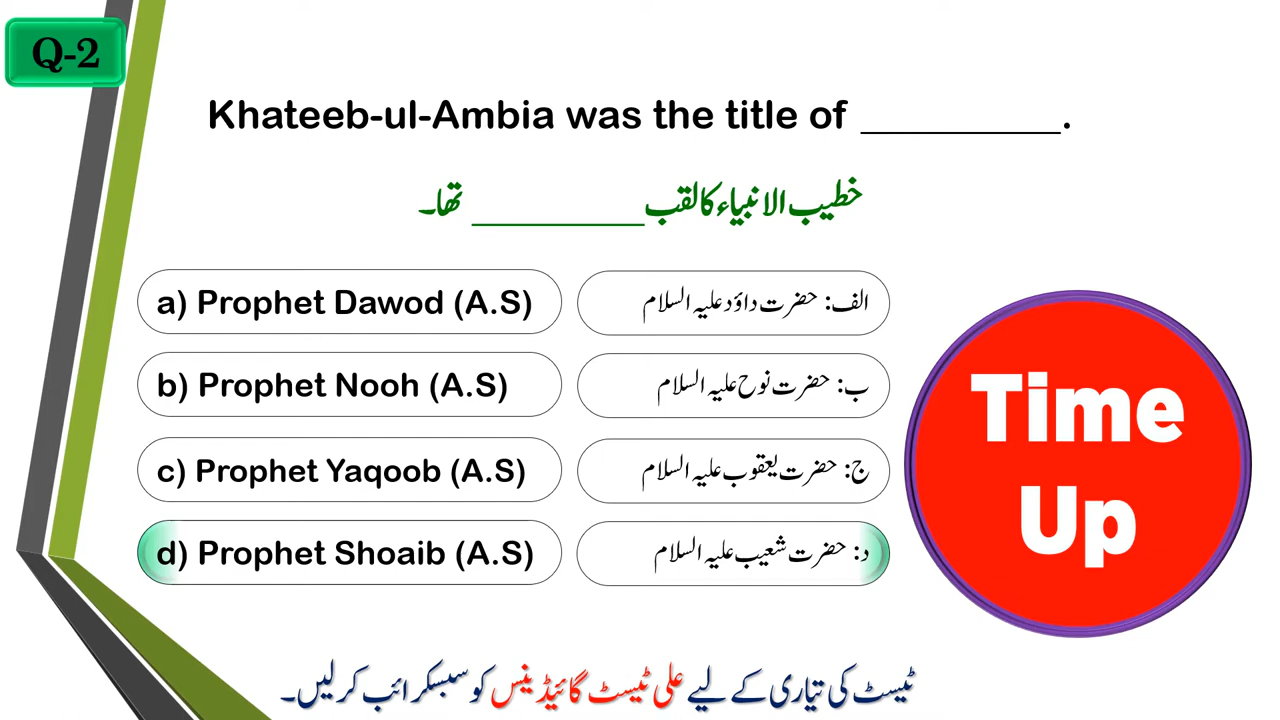 Q-2
Khateeb-ul-Ambia was the title of __________.
خطیب الانبیاء کا لقب __________ تھا۔
a) Prophet Dawod (A.S)
الف: حضرت داؤد علیہ السلام
b) Prophet Nooh (A.S)
ب: حضرت نوح علیہ السلام
c) Prophet Yaqoob (A.S)
ج: حضرت یعقوب علیہ السلام
d) Prophet Shoaib (A.S)
د: حضرت شعیب علیہ السلام
Time
Up
ٹیسٹ کی تیاری کے لیے علی ٹیسٹ گائیڈینس کو سبسکرائب کر لیں۔